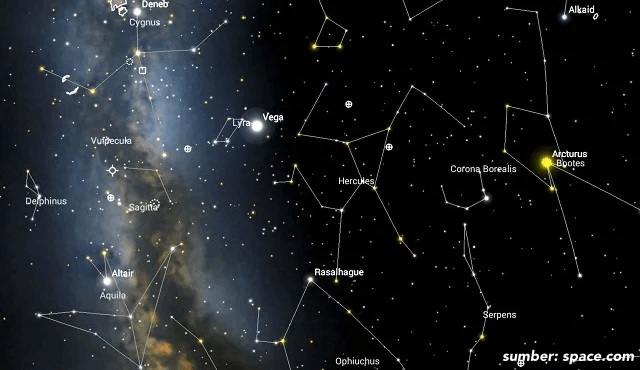 Deneb
Cygnus
Alkaid
Vega
Lyra
Vulpecula
Arcturus
Bootes
Corona Borealis
Hercules
Delphinus
Sagitta
Altair
Aquila
Rasalhague
Serpens
Ophiuchus
sumber: space.com